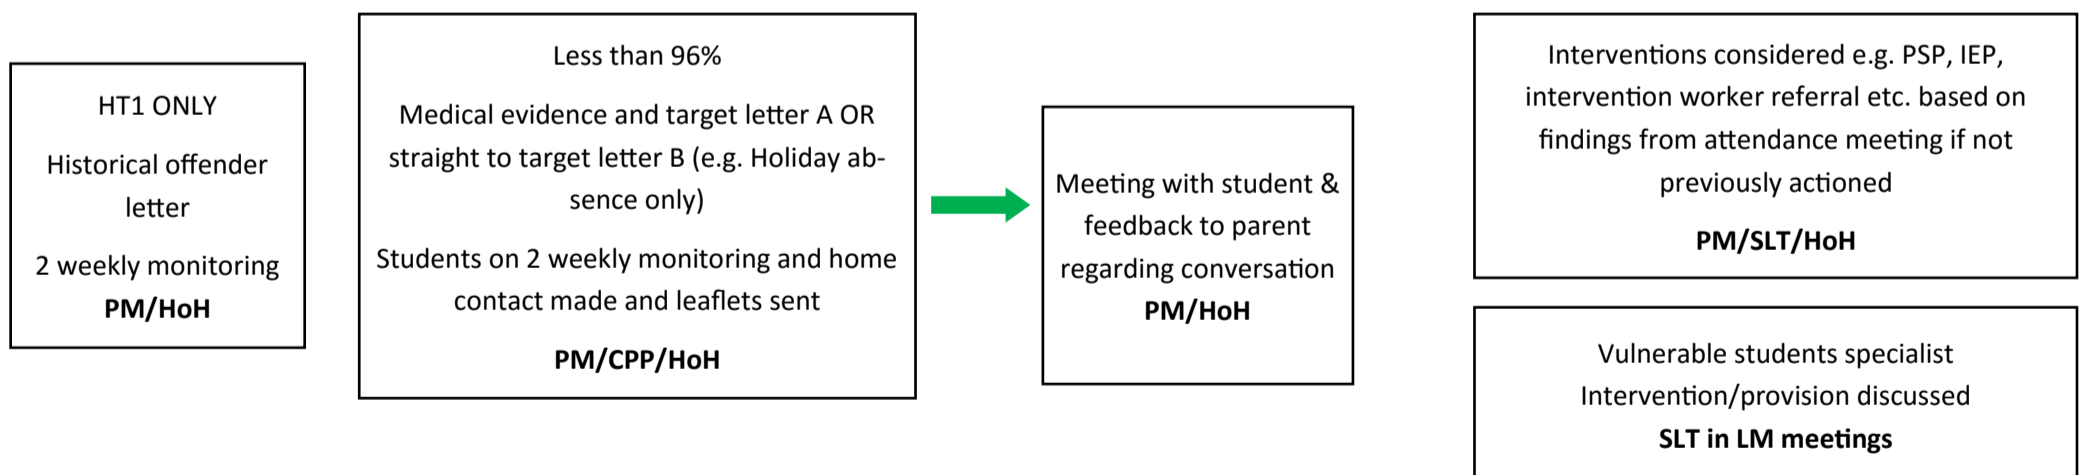 HT1 ONLY
Historical offender
letter
2 weekly monitoring
PM/HoH
Less than 96%
Medical evidence and target letter A OR
straight to target letter B (e.g. Holiday ab-
sence only)
Students on 2 weekly monitoring and home
contact made and leaflets sent
PM/CPP/HoH
Meeting with student &
feedback to parent
regarding conversation
PM/HoH
Interventions considered e.g. PSP, IEP,
intervention worker referral etc. based on
findings from attendance meeting if not
previously actioned
PM/SLT/HoH
Vulnerable students specialist
Intervention/provision discussed
SLT in LM meetings